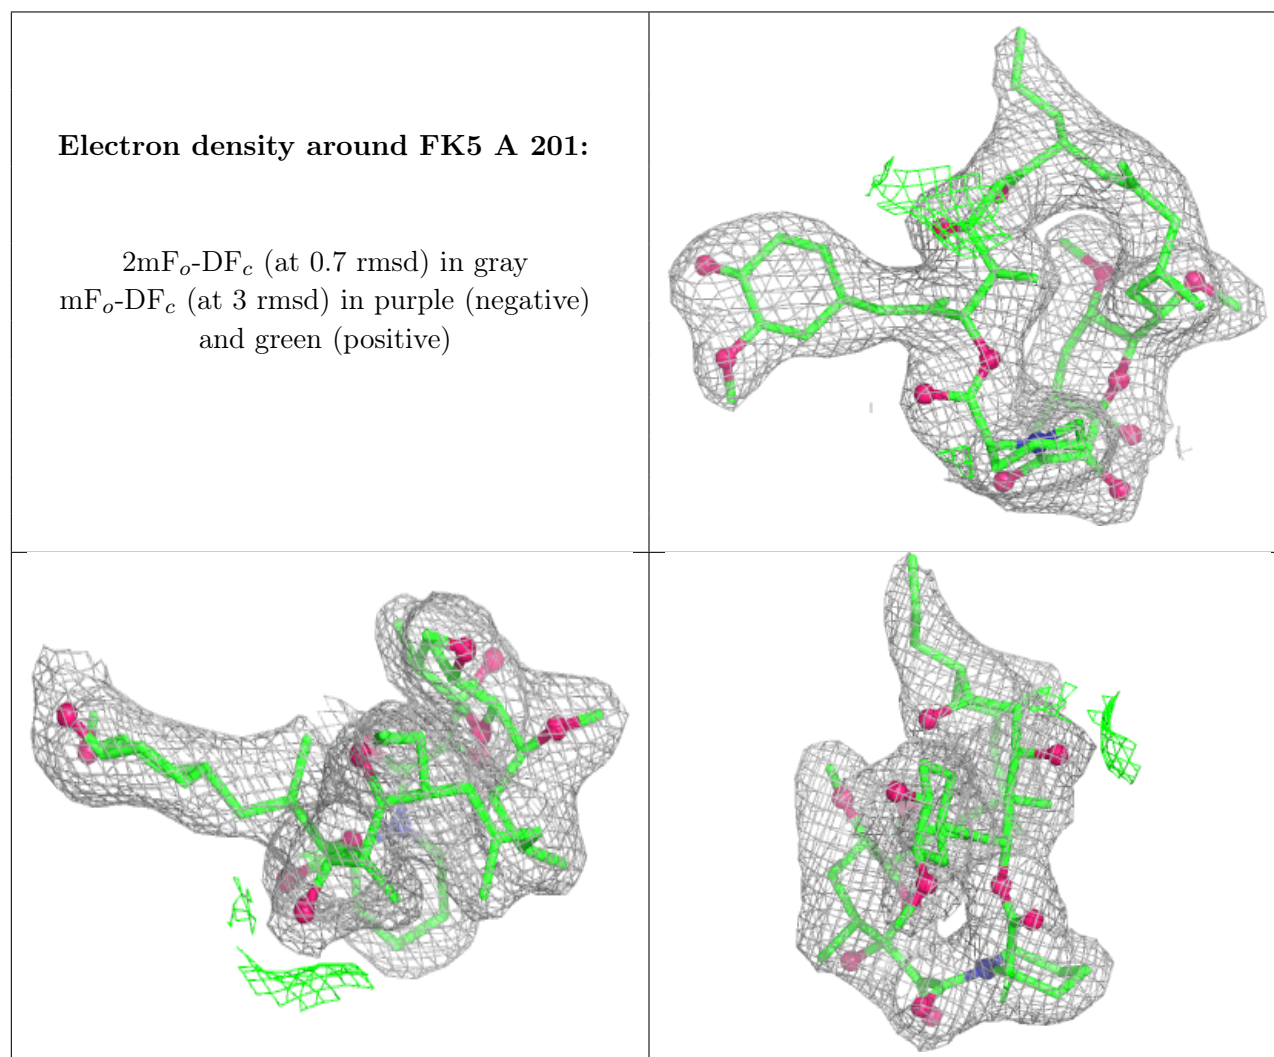 Electron density around FK5 A 201:
2mFo-DFc (at 0.7 rmsd) in gray
mFo-DFc (at 3 rmsd) in purple (negative)
and green (positive)